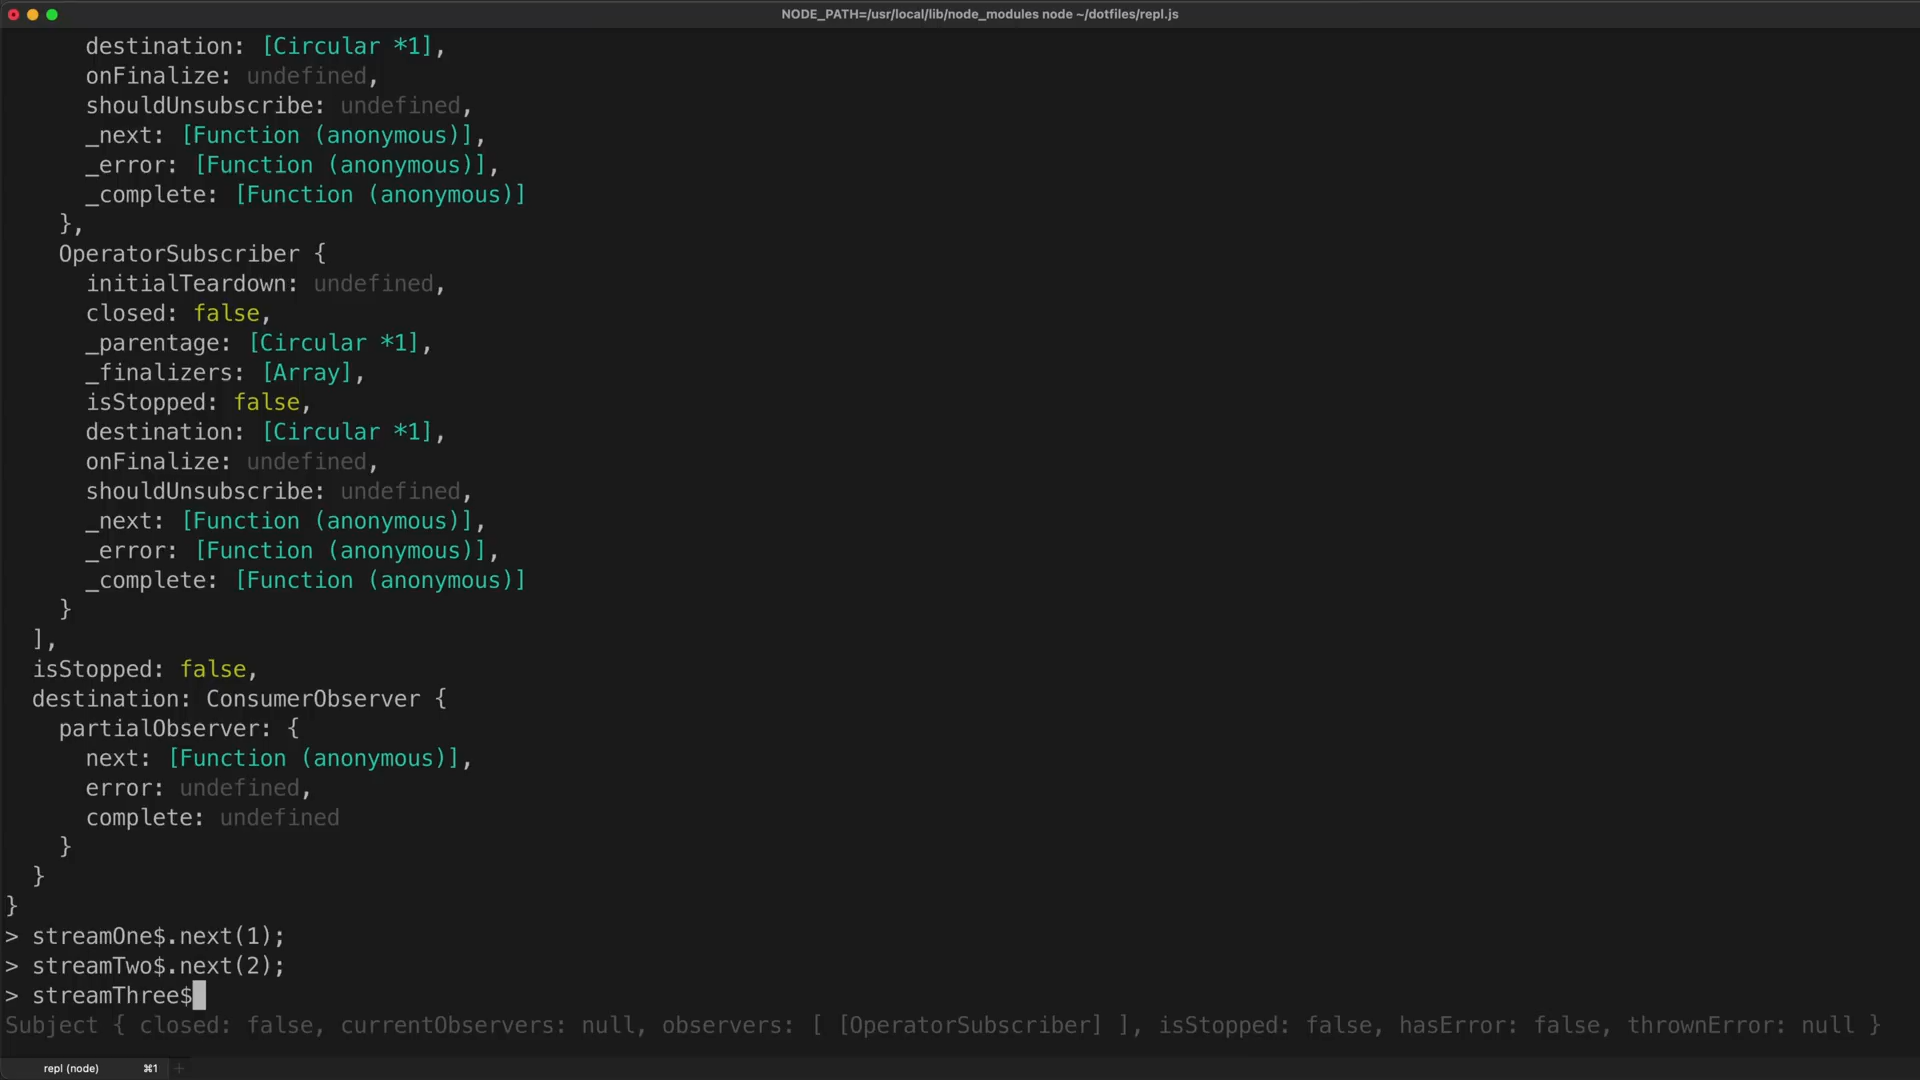 NODE_PATH=/usr/local/lib/node_modules node ~/dotfiles/repl.js
destination: [Circular *1],
onFinalize: undefined,
shouldUnsubscribe: undefined,
_next: [Function (anonymous)],
_error: [Function (anonymous)],
_complete: [Function (anonymous)]
},
OperatorSubscriber {
initialTeardown: undefined,
closed: false,
_parentage: [Circular *1],
_finalizers: [Array],
isStopped: false,
destination: [Circular *1],
onFinalize: undefined,
shouldUnsubscribe: undefined,
_next: [Function (anonymous)],
_error: [Function (anonymous)],
_complete: [Function (anonymous)]
}
],
isStopped: false,
destination: ConsumerObserver {
partialObserver: {
next: [Function (anonymous)],
error: undefined,
complete: undefined
}
}
}
> streamOne$.next(1);
> streamTwo$.next(2);
> streamThree$
Subject { closed: false, currentObservers: null, observers: [ [OperatorSubscriber] ], isStopped: false, hasError: false, thrownError: null }
repl (node) ⌘1 +